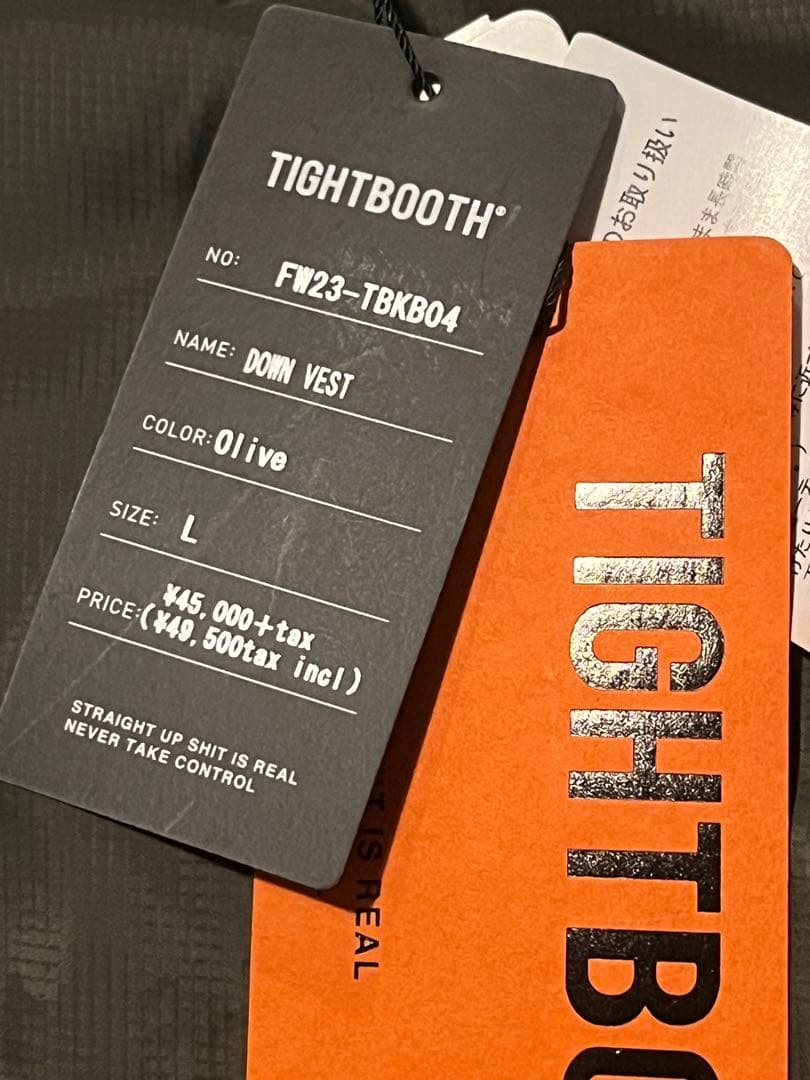 TIGHTBOOTH®
NO: FW23-TBKB04
NAME: DOWN VEST
COLOR: Olive
SIZE: L
PRICE: ¥45,000+tax
(¥49,500tax incl)
STRAIGHT UP SHIT IS REAL
NEVER TAKE CONTROL
TIGHTBO
IT IS REAL
のお取り扱い